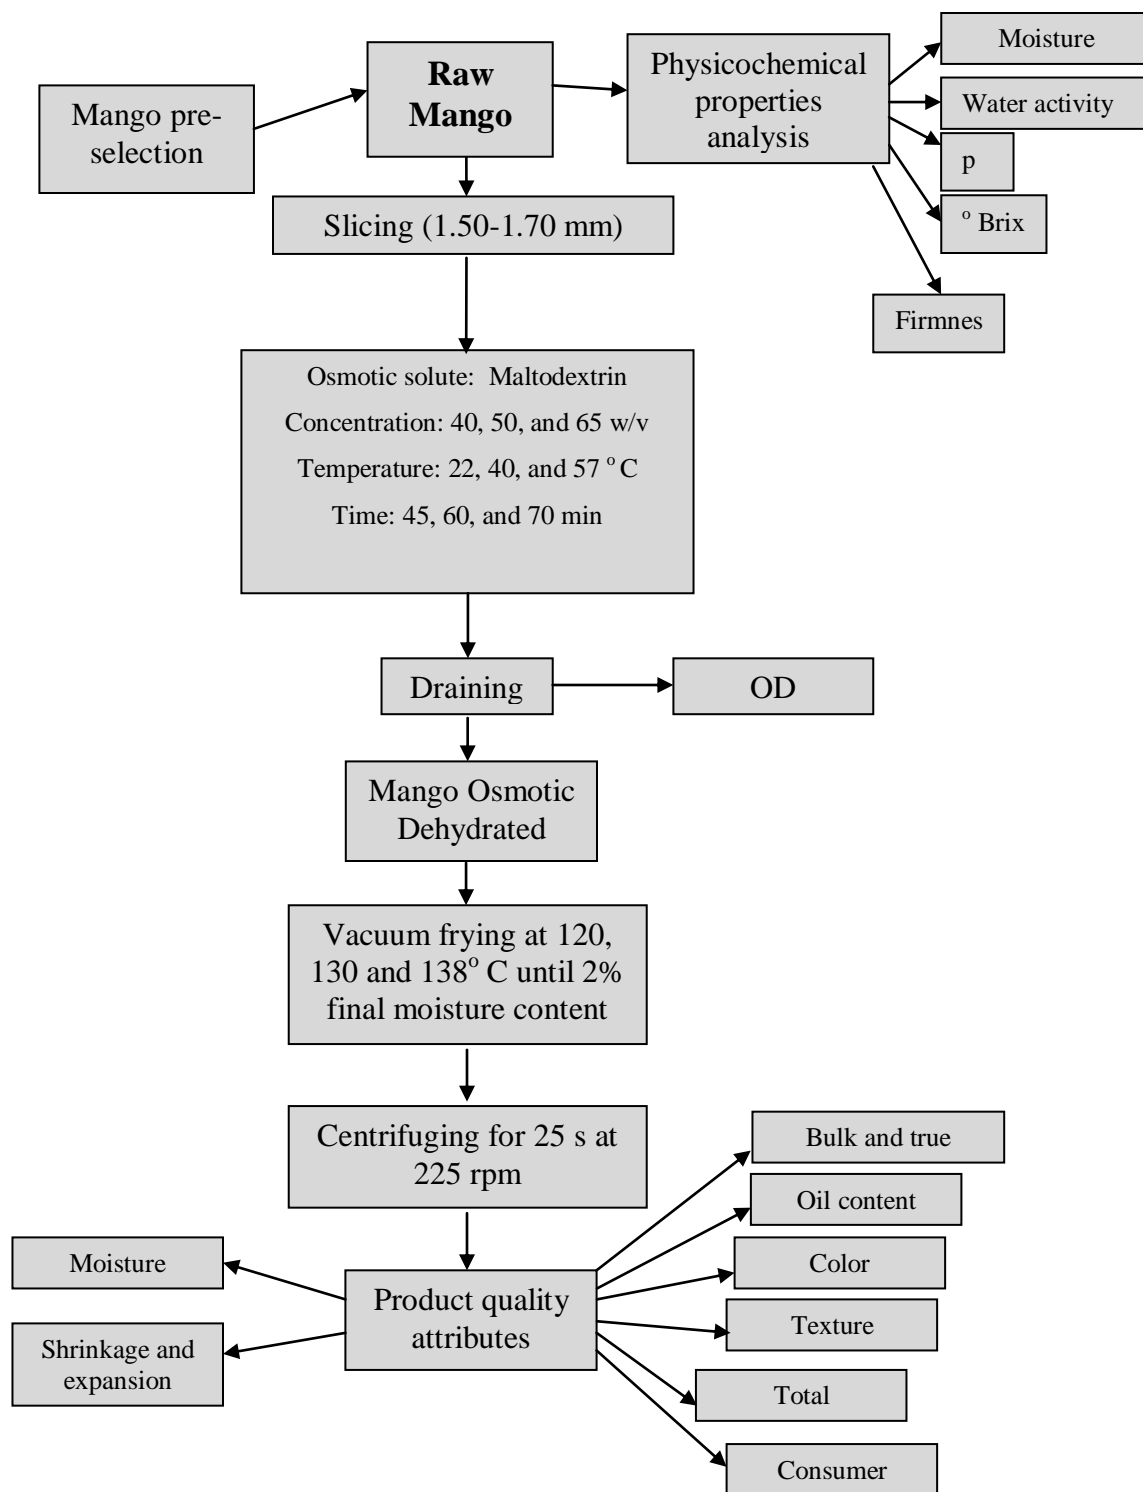 Mango pre-
selection
Raw
Mango
Physicochemical
properties
analysis
Moisture
Water activity
p
º Brix
Firmnes
Slicing (1.50-1.70 mm)
Osmotic solute: Maltodextrin
Concentration: 40, 50, and 65 w/v
Temperature: 22, 40, and 57 º C
Time: 45, 60, and 70 min
Draining
OD
Mango Osmotic
Dehydrated
Vacuum frying at 120,
130 and 138º C until 2%
final moisture content
Centrifuging for 25 s at
225 rpm
Product quality
attributes
Moisture
Shrinkage and
expansion
Bulk and true
Oil content
Color
Texture
Total
Consumer